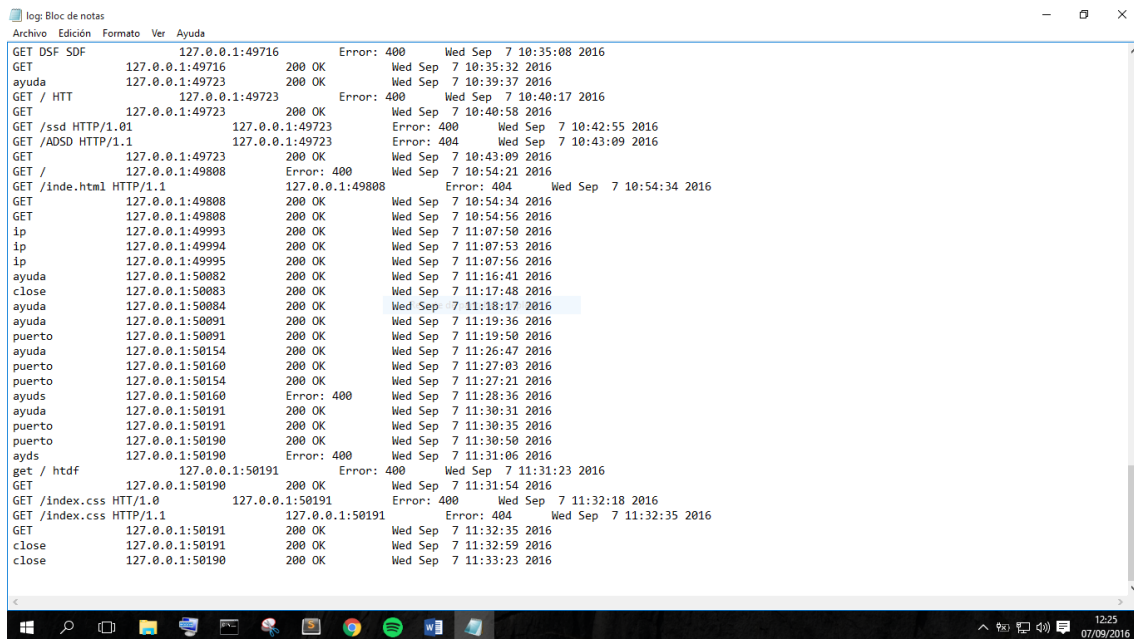 log: Bloc de notas
Archivo Edición Formato Ver Ayuda
GET DSF SDF 127.0.0.1:49716 Error: 400 Wed Sep 7 10:35:08 2016
GET 127.0.0.1:49716 200 OK Wed Sep 7 10:35:32 2016
ayuda 127.0.0.1:49723 200 OK Wed Sep 7 10:39:37 2016
GET / HTT 127.0.0.1:49723 Error: 400 Wed Sep 7 10:40:17 2016
GET 127.0.0.1:49723 200 OK Wed Sep 7 10:40:58 2016
GET /ssd HTTP/1.01 127.0.0.1:49723 Error: 400 Wed Sep 7 10:42:55 2016
GET /ADSD HTTP/1.1 127.0.0.1:49723 Error: 404 Wed Sep 7 10:43:09 2016
GET 127.0.0.1:49723 200 OK Wed Sep 7 10:43:09 2016
GET / 127.0.0.1:49808 Error: 400 Wed Sep 7 10:54:21 2016
GET /inde.html HTTP/1.1 127.0.0.1:49808 Error: 404 Wed Sep 7 10:54:34 2016
GET 127.0.0.1:49808 200 OK Wed Sep 7 10:54:34 2016
GET 127.0.0.1:49808 200 OK Wed Sep 7 10:54:56 2016
ip 127.0.0.1:49993 200 OK Wed Sep 7 11:07:50 2016
ip 127.0.0.1:49994 200 OK Wed Sep 7 11:07:53 2016
ip 127.0.0.1:49995 200 OK Wed Sep 7 11:07:56 2016
ayuda 127.0.0.1:50082 200 OK Wed Sep 7 11:16:41 2016
close 127.0.0.1:50083 200 OK Wed Sep 7 11:17:48 2016
ayuda 127.0.0.1:50084 200 OK Wed Sep 7 11:18:17 2016
ayuda 127.0.0.1:50091 200 OK Wed Sep 7 11:19:36 2016
puerto 127.0.0.1:50091 200 OK Wed Sep 7 11:19:50 2016
ayuda 127.0.0.1:50154 200 OK Wed Sep 7 11:26:47 2016
puerto 127.0.0.1:50160 200 OK Wed Sep 7 11:27:03 2016
puerto 127.0.0.1:50154 200 OK Wed Sep 7 11:27:21 2016
ayuds 127.0.0.1:50160 Error: 400 Wed Sep 7 11:28:36 2016
ayuda 127.0.0.1:50191 200 OK Wed Sep 7 11:30:31 2016
puerto 127.0.0.1:50191 200 OK Wed Sep 7 11:30:35 2016
puerto 127.0.0.1:50190 200 OK Wed Sep 7 11:30:50 2016
ayds 127.0.0.1:50190 Error: 400 Wed Sep 7 11:31:06 2016
get / htdf 127.0.0.1:50191 Error: 400 Wed Sep 7 11:31:23 2016
GET 127.0.0.1:50190 200 OK Wed Sep 7 11:31:54 2016
GET /index.css HTT/1.0 127.0.0.1:50191 Error: 400 Wed Sep 7 11:32:18 2016
GET /index.css HTTP/1.1 127.0.0.1:50191 Error: 404 Wed Sep 7 11:32:35 2016
GET 127.0.0.1:50191 200 OK Wed Sep 7 11:32:35 2016
close 127.0.0.1:50191 200 OK Wed Sep 7 11:32:59 2016
close 127.0.0.1:50190 200 OK Wed Sep 7 11:33:23 2016
12:25
07/09/2016